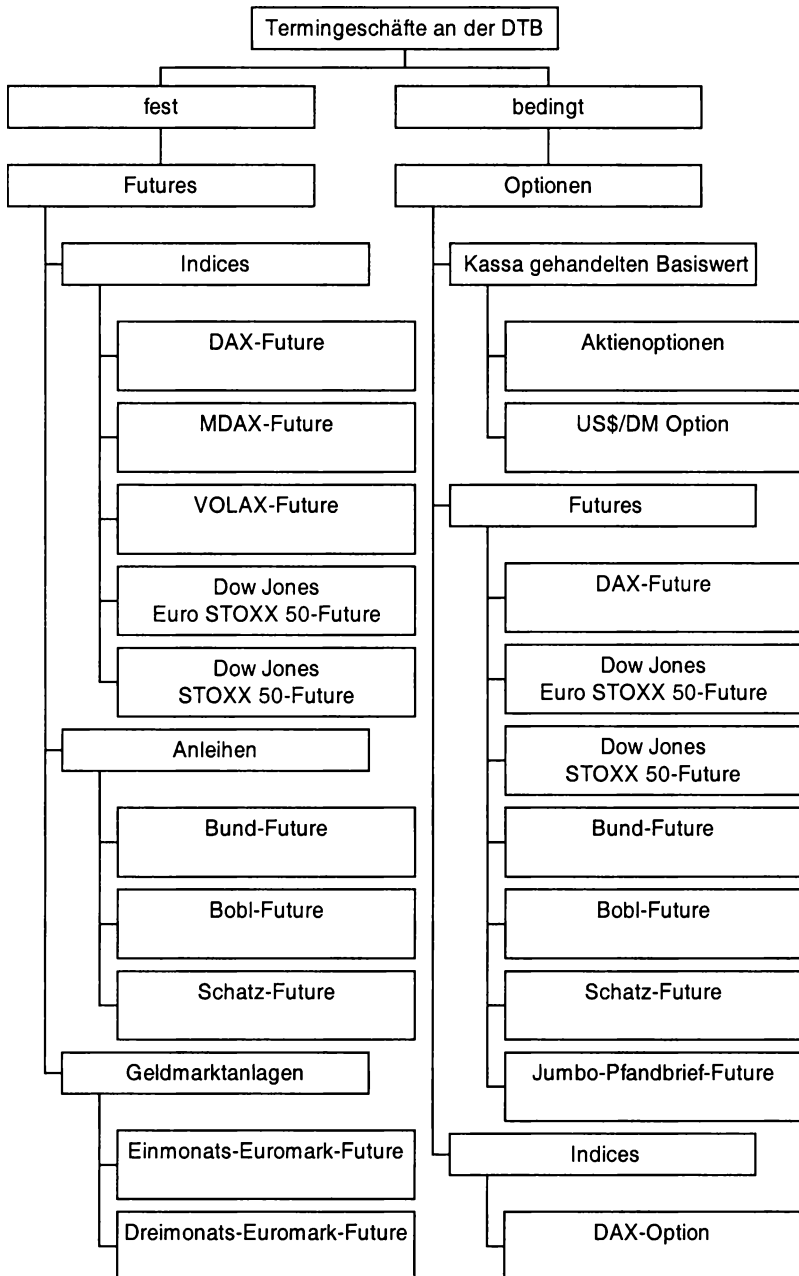 Termingeschäfte an der DTB
fest
Futures
Indices
DAX-Future
MDAX-Future
VOLAX-Future
Dow Jones
Euro STOXX 50-Future
Dow Jones
STOXX 50-Future
Anleihen
Bund-Future
Bobl-Future
Schatz-Future
Geldmarktanlagen
Einmonats-Euromark-Future
Dreimonats-Euromark-Future
bedingt
Optionen
Kassa gehandelten Basiswert
Aktienoptionen
US$/DM Option
Futures
DAX-Future
Dow Jones
Euro STOXX 50-Future
Dow Jones
STOXX 50-Future
Bund-Future
Bobl-Future
Schatz-Future
Jumbo-Pfandbrief-Future
Indices
DAX-Option